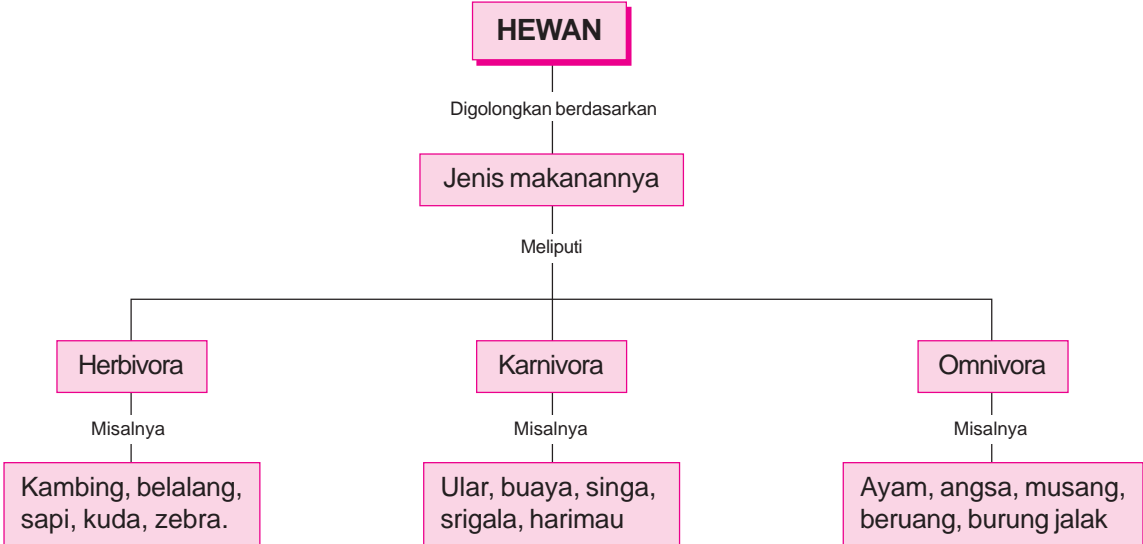 HEWAN
Digolongkan berdasarkan
Jenis makanannya
Meliputi
Herbivora
Karnivora
Omnivora
Misalnya
Misalnya
Misalnya
Kambing, belalang,
sapi, kuda, zebra.
Ular, buaya, singa,
srigala, harimau
Ayam, angsa, musang,
beruang, burung jalak